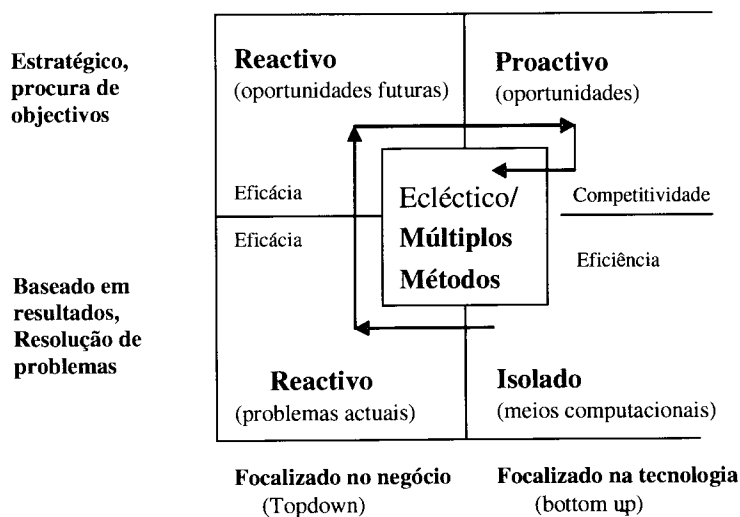 Estratégico,
procura de
objectivos
Reactivo
(oportunidades futuras)
Proactivo
(oportunidades)
Eficácia
Ecléctico/
Múltiplos
Métodos
Competitividade
Eficácia
Eficiência
Baseado em
resultados,
Resolução de
problemas
Reactivo
(problemas actuais)
Isolado
(meios computacionais)
Focalizado no negócio
(Topdown)
Focalizado na tecnologia
(bottom up)